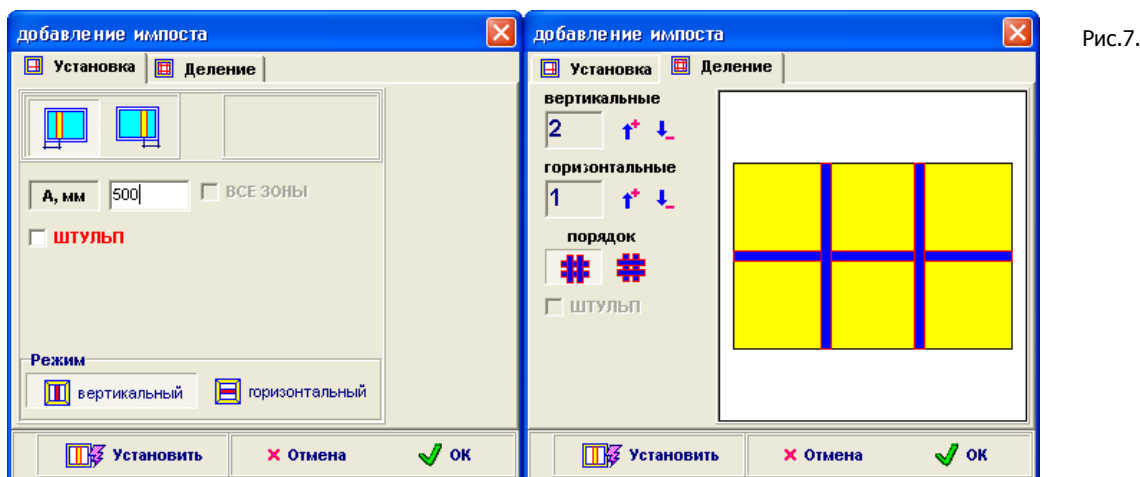 добавление импоста
Установка Деление
А, мм 500 ВСЕ ЗОНЫ
ШТУЛЬП
Режим
вертикальный горизонтальный
Установить Отмена ОК
добавление импоста
Установка Деление
вертикальные
2
горизонтальные
1
порядок
ШТУЛЬП
Установить Отмена ОК
Рис.7.